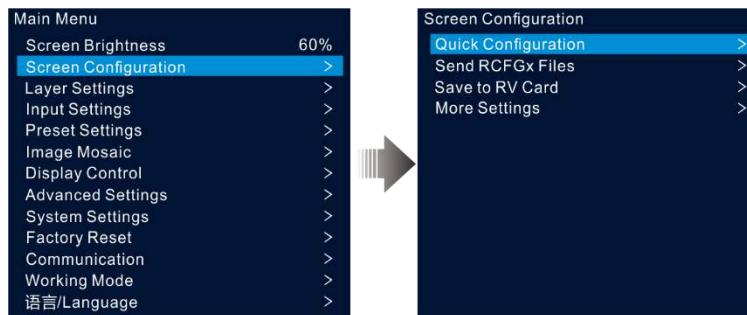 Main Menu
Screen Brightness 60%
Screen Configuration >
Layer Settings >
Input Settings >
Preset Settings >
Image Mosaic >
Display Control >
Advanced Settings >
System Settings >
Factory Reset >
Communication >
Working Mode >
语言/Language >
Screen Configuration
Quick Configuration >
Send RCFGx Files >
Save to RV Card >
More Settings >